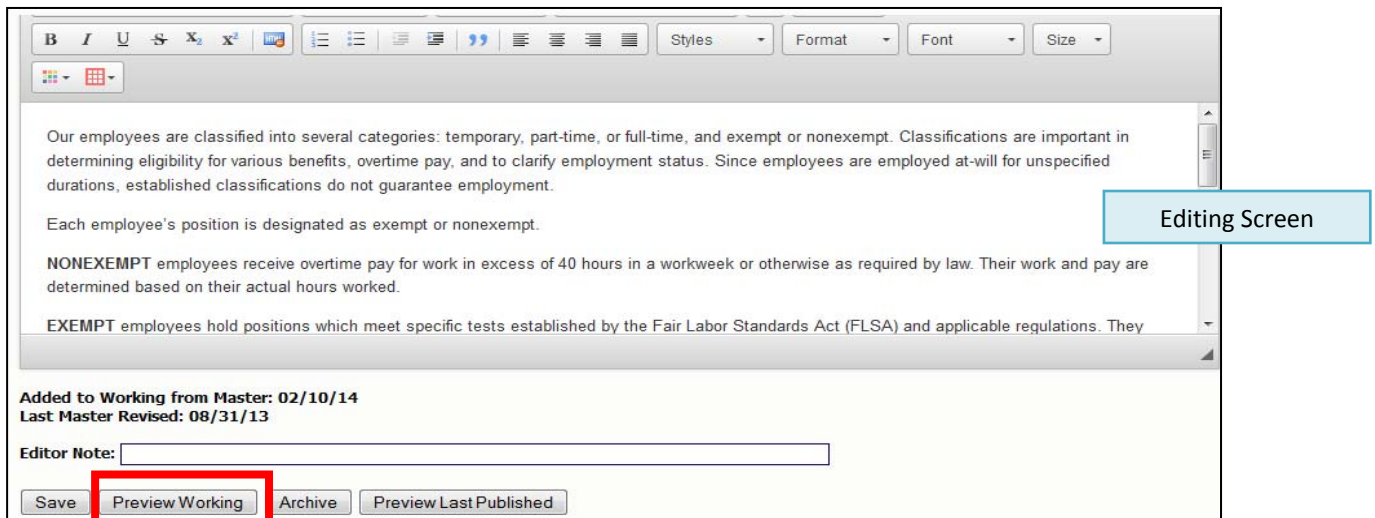 B I U S X₂ X² Styles Format Font Size
Our employees are classified into several categories: temporary, part-time, or full-time, and exempt or nonexempt. Classifications are important in
determining eligibility for various benefits, overtime pay, and to clarify employment status. Since employees are employed at-will for unspecified
durations, established classifications do not guarantee employment.
Editing Screen
Each employee's position is designated as exempt or nonexempt.
NONEXEMPT employees receive overtime pay for work in excess of 40 hours in a workweek or otherwise as required by law. Their work and pay are
determined based on their actual hours worked.
EXEMPT employees hold positions which meet specific tests established by the Fair Labor Standards Act (FLSA) and applicable regulations. They
Added to Working from Master: 02/10/14
Last Master Revised: 08/31/13
Editor Note:
Save Preview Working Archive Preview Last Published